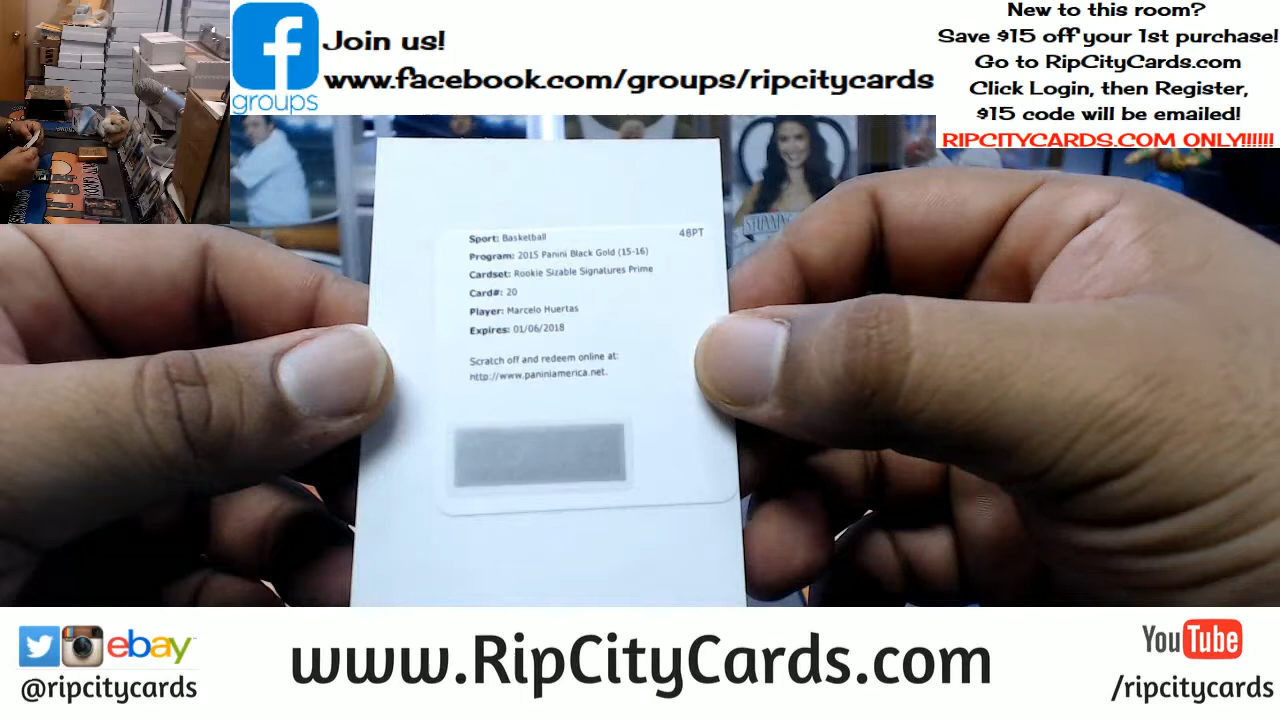 groups
Join us!
www.facebook.com/groups/ripcitycards
New to this room?
Save $15 off your 1st purchase!
Go to RipCityCards.com
Click Login, then Register,
$15 code will be emailed!
RIPCITYCARDS.COM ONLY!!!!!!
STUNNING
48PT
Sport: Basketball
Program: 2015 Panini Black Gold (15-16)
Cardset: Rookie Sizable Signatures Prime
Card#: 20
Player: Marcelo Huertas
Expires: 01/06/2018
Scratch off and redeem online at:
http://www.paniniamerica.net.
ebay
@ripcitycards
www.RipCityCards.com
YouTube
/ripcitycards